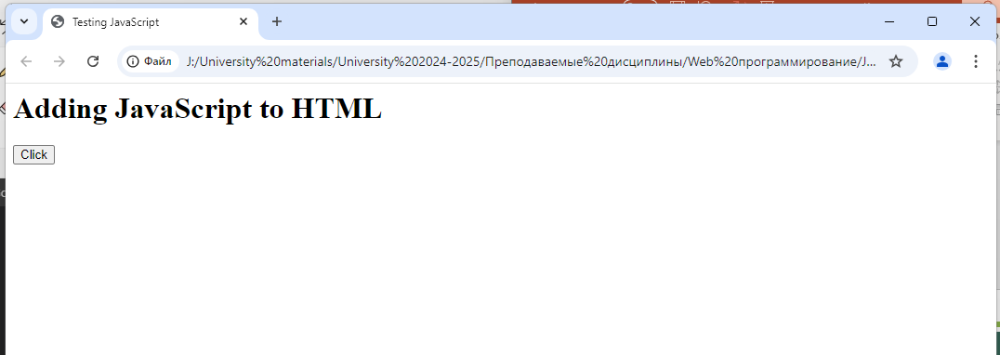 Testing JavaScript
Файл J:/University%20materials/University%202024-2025/Преподаваемые%20дисциплины/Web%20программирование/J...
Adding JavaScript to HTML
Click